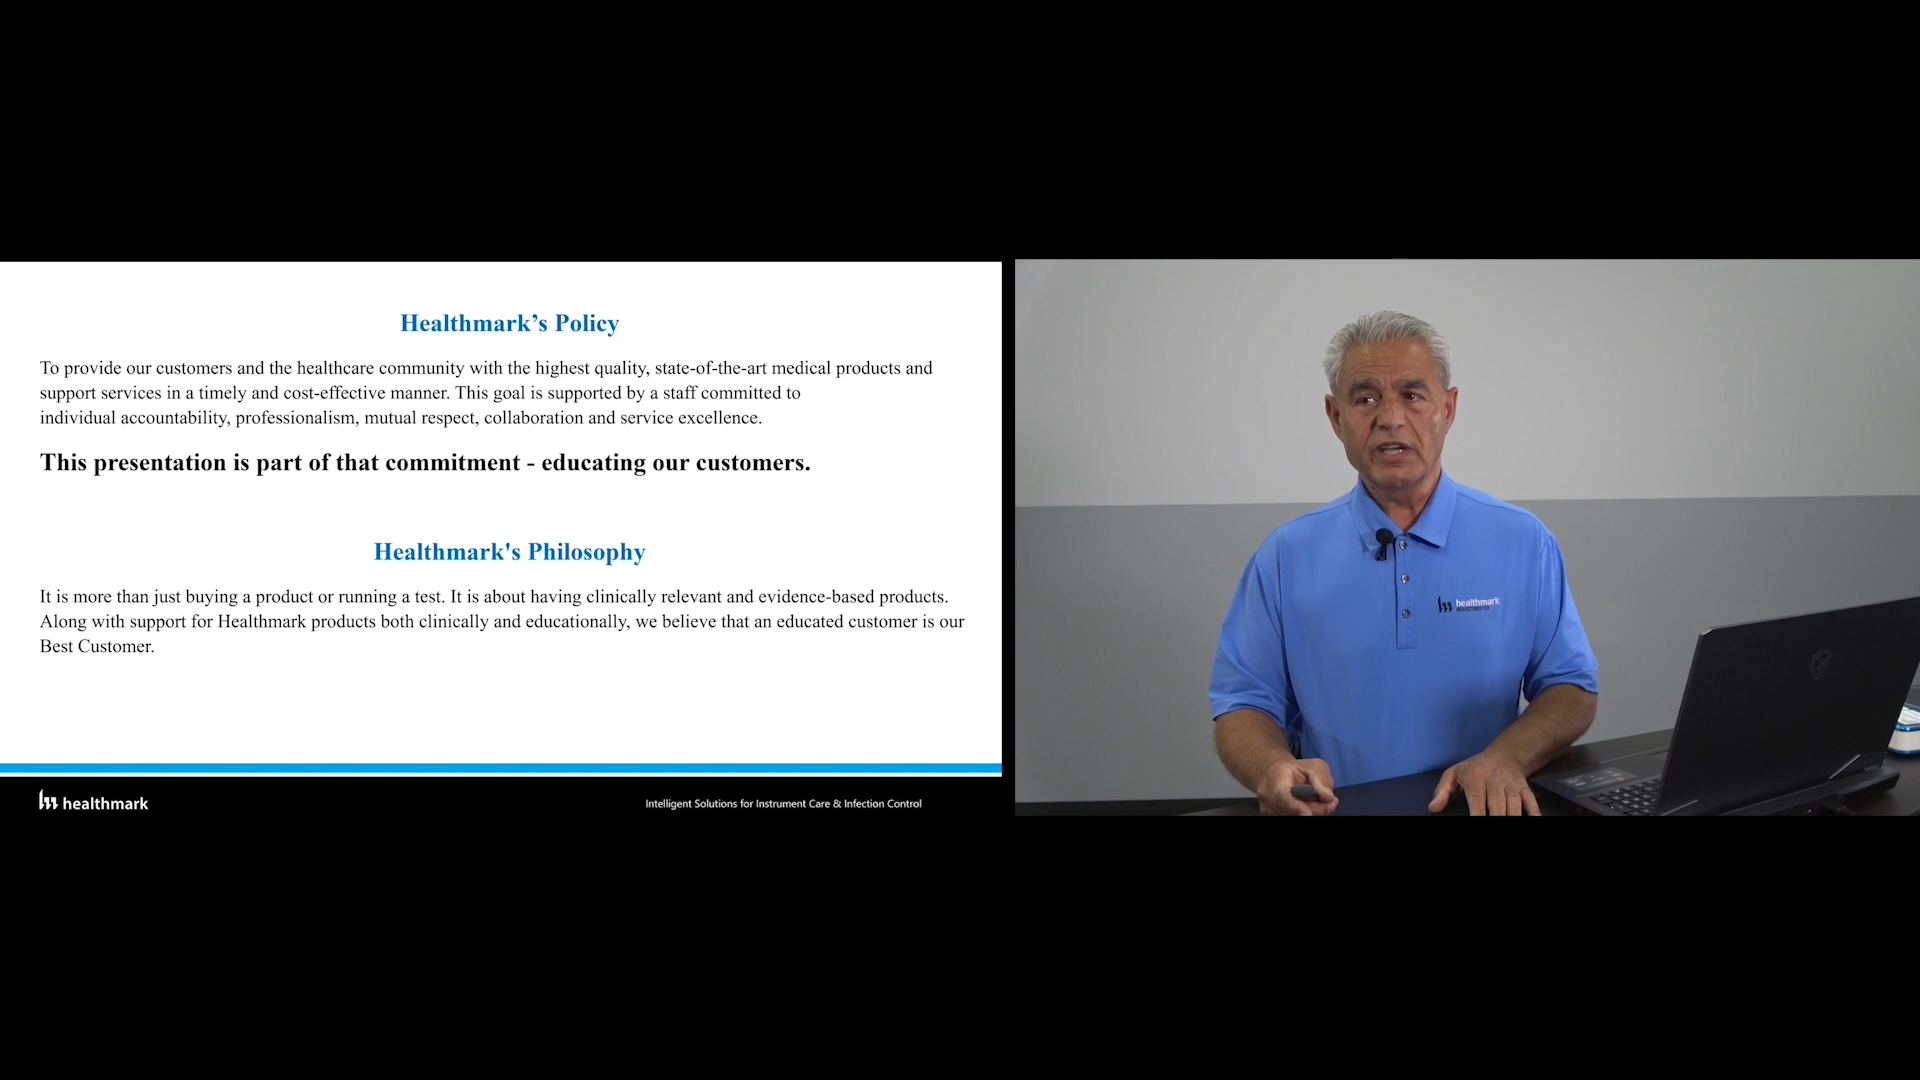 Healthmark’s Policy
To provide our customers and the healthcare community with the highest quality, state-of-the-art medical products and
support services in a timely and cost-effective manner. This goal is supported by a staff committed to
individual accountability, professionalism, mutual respect, collaboration and service excellence.
This presentation is part of that commitment - educating our customers.
Healthmark's Philosophy
It is more than just buying a product or running a test. It is about having clinically relevant and evidence-based products.
Along with support for Healthmark products both clinically and educationally, we believe that an educated customer is our
Best Customer.
healthmark
Intelligent Solutions for Instrument Care & Infection Control
healthmark